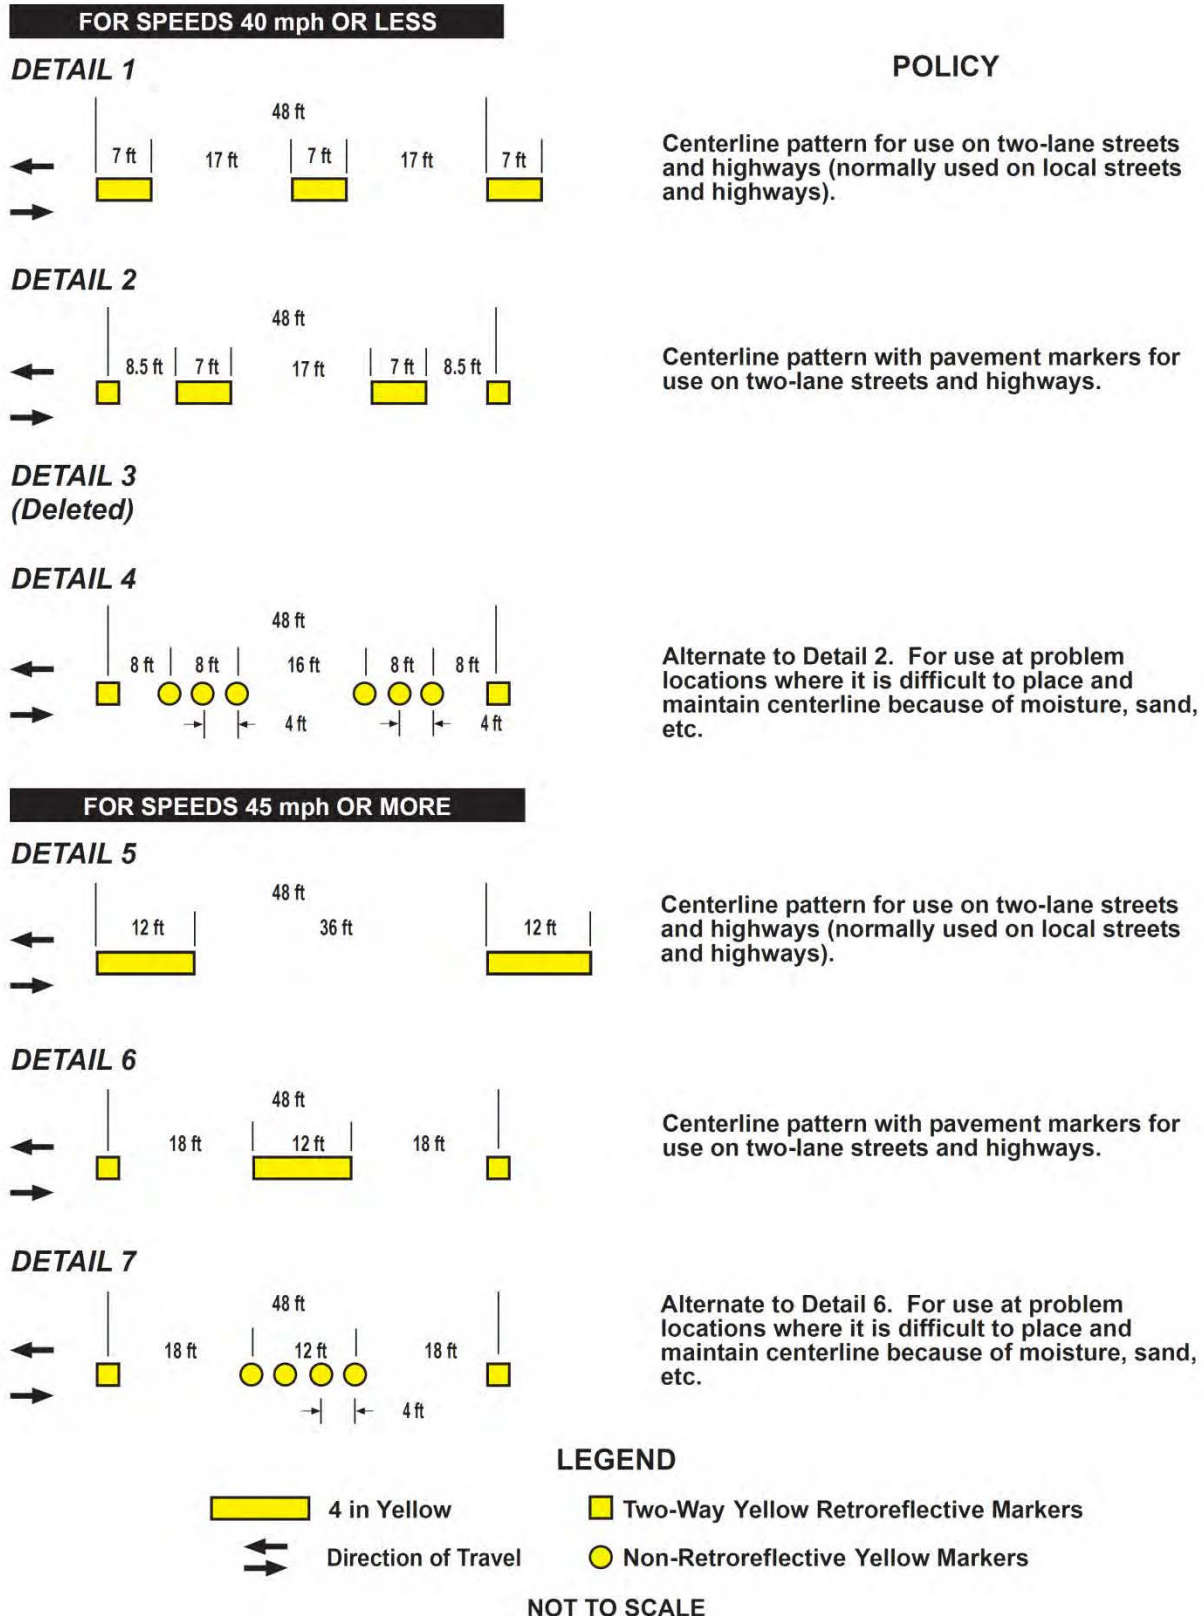 FOR SPEEDS 40 mph OR LESS
POLICY
DETAIL 1
48 ft
7 ft 17 ft 7 ft 17 ft 7 ft
Centerline pattern for use on two-lane streets
and highways (normally used on local streets
and highways).
DETAIL 2
48 ft
8.5 ft 7 ft 17 ft 7 ft 8.5 ft
Centerline pattern with pavement markers for
use on two-lane streets and highways.
DETAIL 3
(Deleted)
DETAIL 4
48 ft
8 ft 8 ft 16 ft 8 ft 8 ft
4 ft 4 ft
Alternate to Detail 2. For use at problem
locations where it is difficult to place and
maintain centerline because of moisture, sand,
etc.
FOR SPEEDS 45 mph OR MORE
DETAIL 5
48 ft
12 ft 36 ft 12 ft
Centerline pattern for use on two-lane streets
and highways (normally used on local streets
and highways).
DETAIL 6
48 ft
18 ft 12 ft 18 ft
Centerline pattern with pavement markers for
use on two-lane streets and highways.
DETAIL 7
48 ft
18 ft 12 ft 18 ft
4 ft
Alternate to Detail 6. For use at problem
locations where it is difficult to place and
maintain centerline because of moisture, sand,
etc.
LEGEND
4 in Yellow
Two-Way Yellow Retroreflective Markers
Direction of Travel
Non-Retroreflective Yellow Markers
NOT TO SCALE